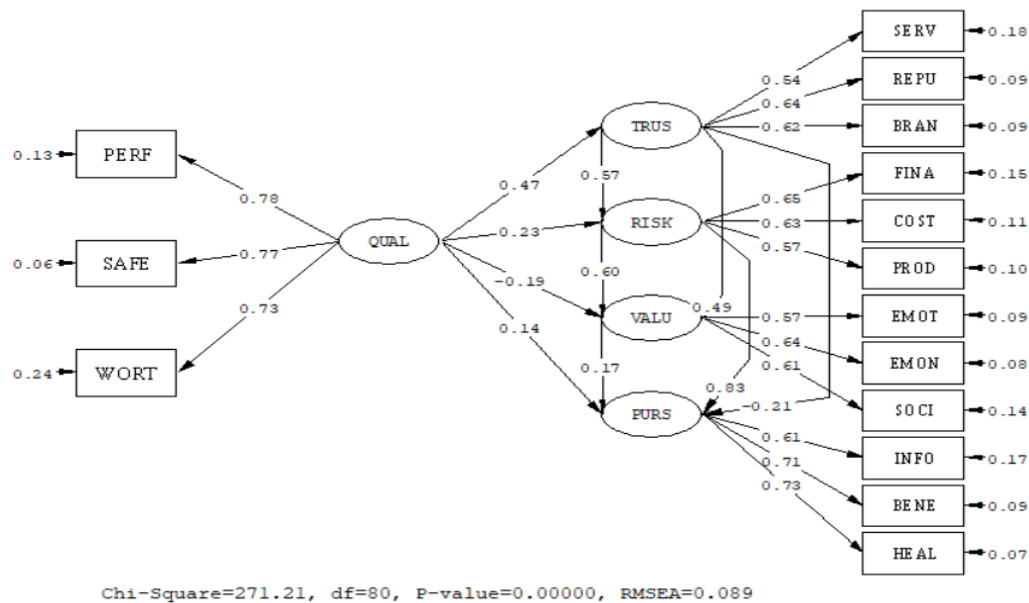 SERV
0.18
0.54
REPU
0.09
0.64
TRUS
0.62
BRAN
0.09
PERF
0.13
0.78
0.47
0.57
FINA
0.15
0.65
QUAL
0.23
RISK
0.63
COST
0.11
0.57
PROD
0.10
SAFE
0.06
0.77
-0.19
0.60
0.49
VALU
0.57
EMOT
0.09
0.73
0.14
0.64
EMON
0.08
WORT
0.24
0.17
0.61
0.83
-0.21
SOCI
0.14
PURS
0.61
INFO
0.17
0.71
BENE
0.09
0.73
HEAL
0.07
Chi-Square=271.21, df=80, P-value=0.00000, RMSEA=0.089